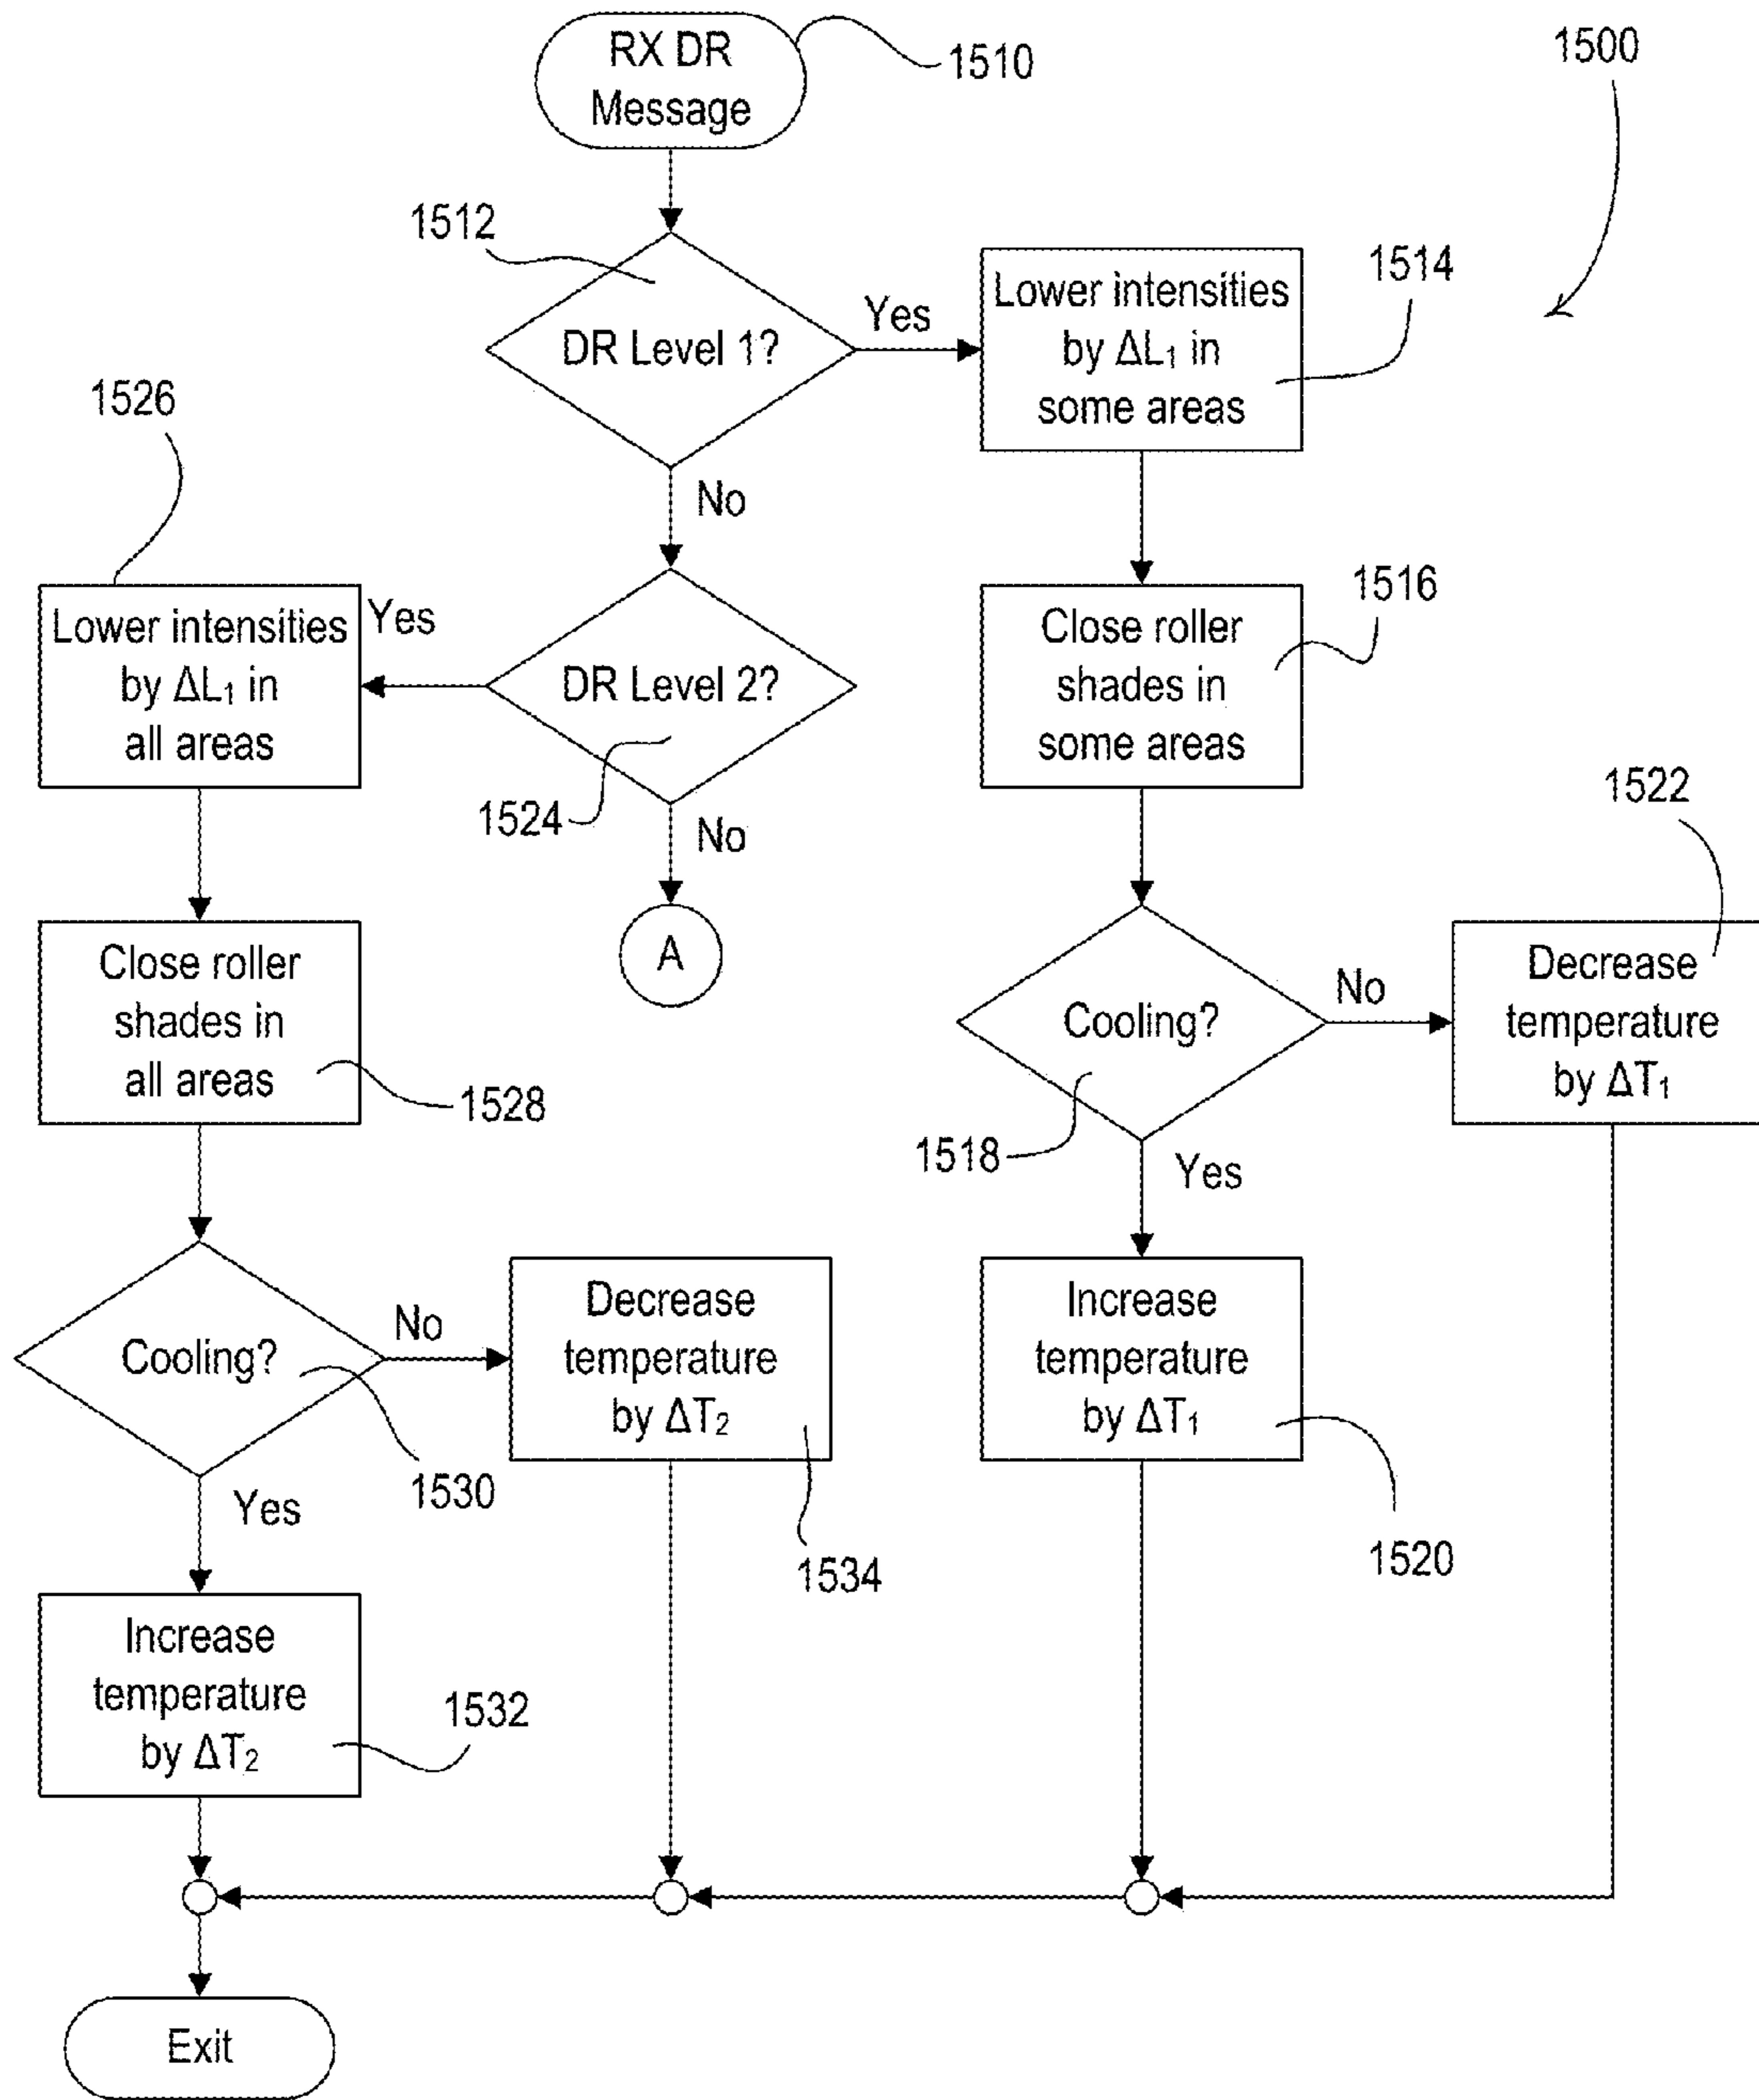 RX DR
Message
1510
1500
1512
DR Level 1?
Yes
Lower intensities
by ΔL₁ in
some areas
1514
No
1526
Lower intensities
by ΔL₁ in
all areas
Yes
DR Level 2?
1524
No
A
Close roller
shades in
some areas
1516
1522
Close roller
shades in
all areas
1528
Cooling?
1518
No
Decrease
temperature
by ΔT₁
Yes
Cooling?
1530
No
Decrease
temperature
by ΔT₂
1534
Increase
temperature
by ΔT₁
1520
Yes
Increase
temperature
by ΔT₂
1532
Exit